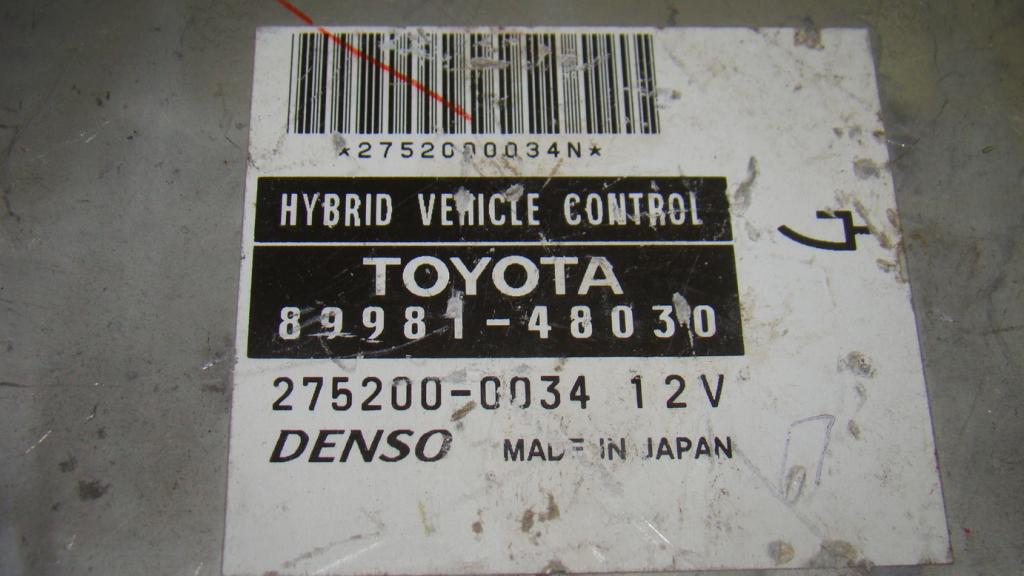 *2752000034N*
HYBRID VEHICLE CONTROL
TOYOTA
89981-48030
275200-0034 12V
DENSO MADE IN JAPAN